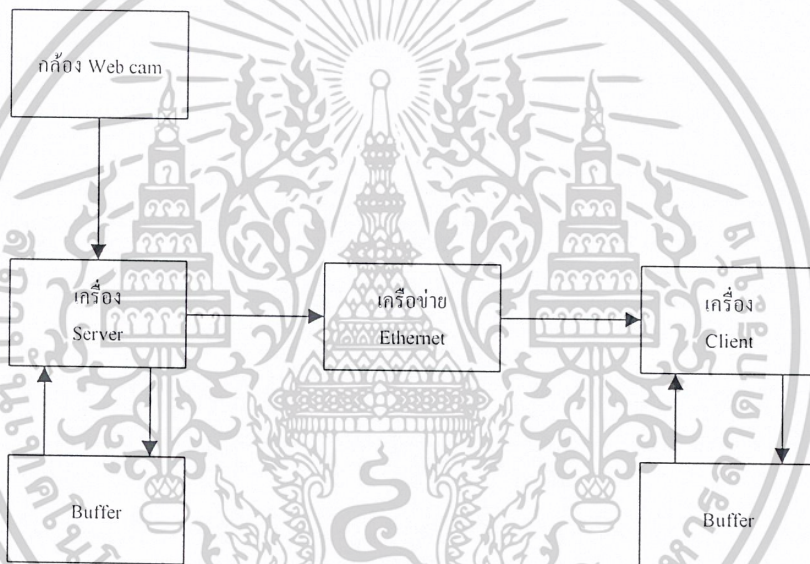 กล้อง Web cam
เครื่อง
Server
เครือข่าย
Ethernet
เครื่อง
Client
Buffer
Buffer